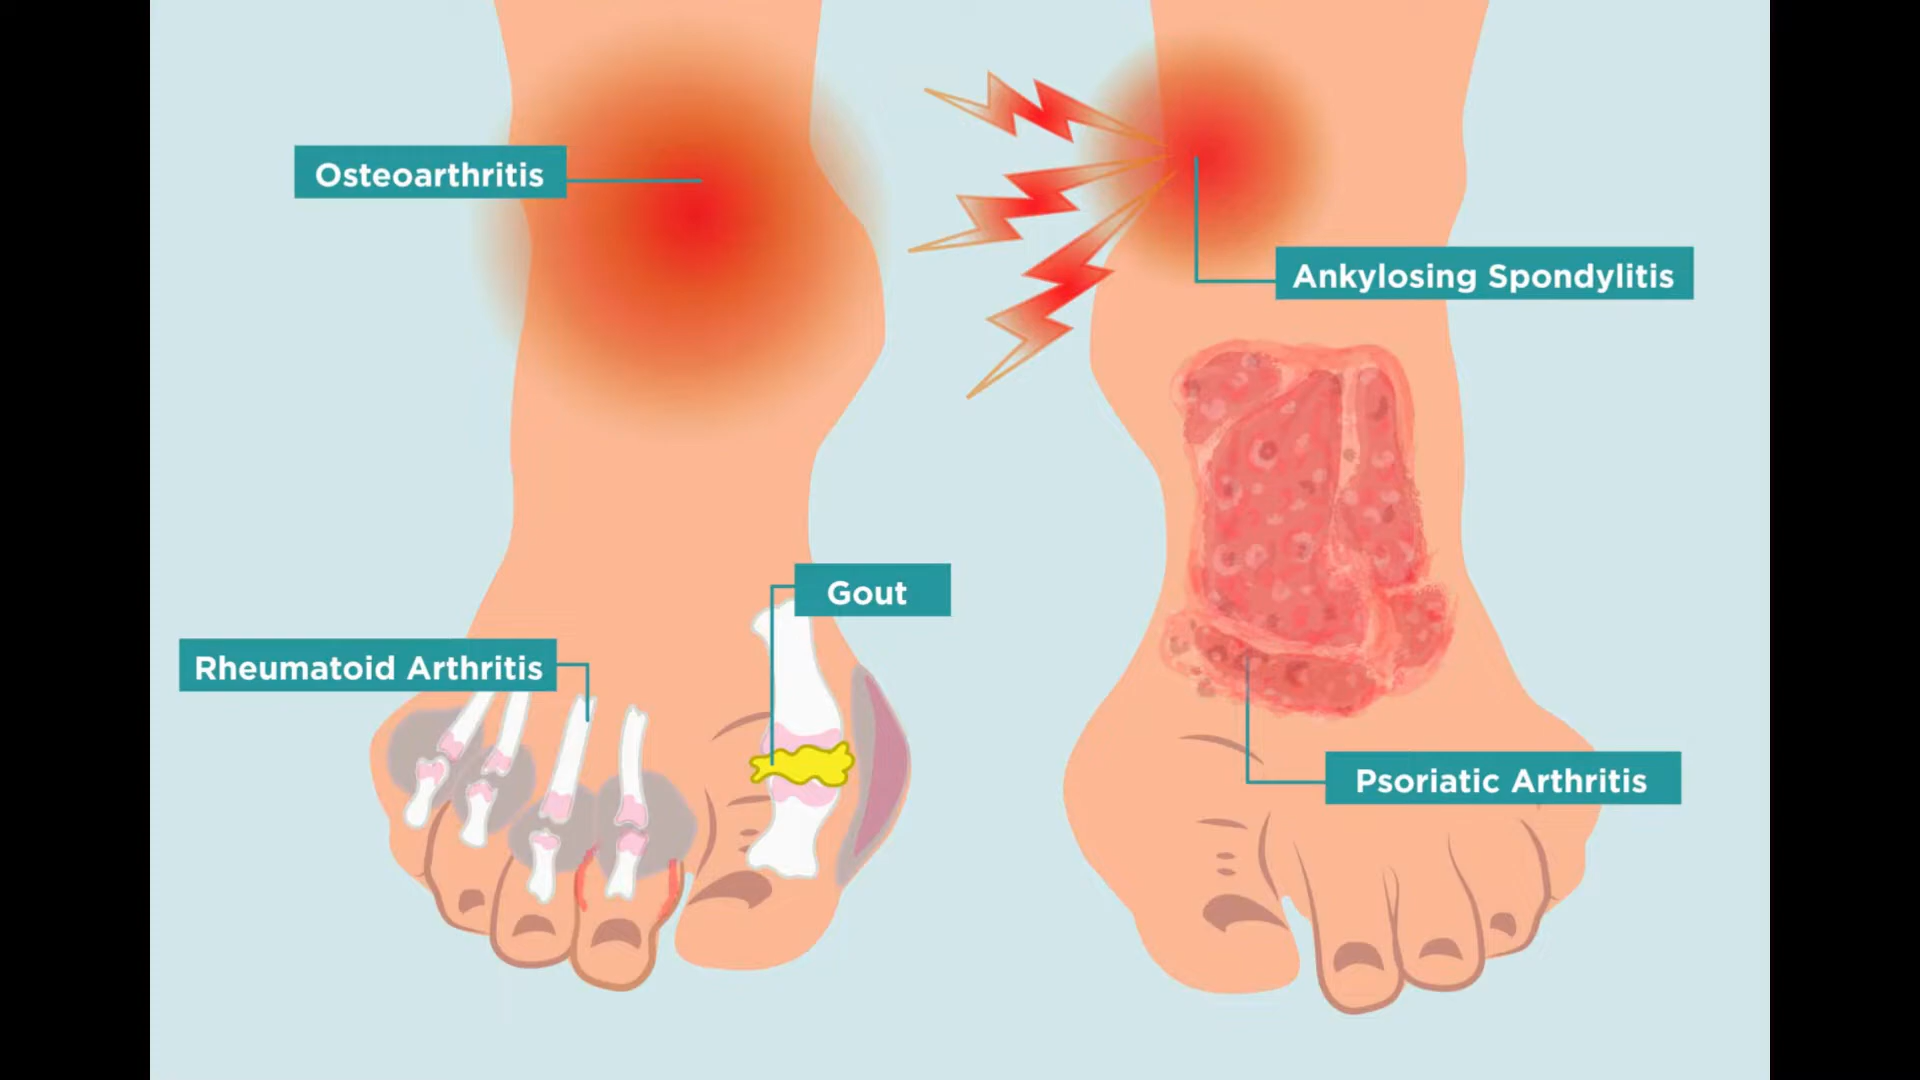 Osteoarthritis
Ankylosing Spondylitis
Gout
Rheumatoid Arthritis
Psoriatic Arthritis